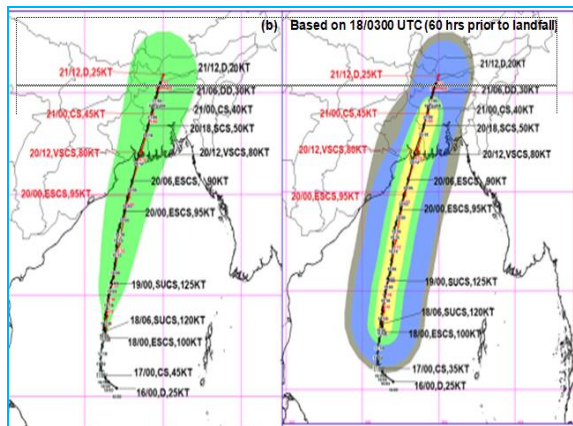 (b) Based on 18/0300 UTC (60 hrs prior to landfall)
21/12,D,20KT
21/12,D,25KT
21/06,DD,30KT
21/00,CS,40KT
21/00,CS,45KT
20/18,SCS,50KT
20/12,VSCS,80KT
20/12,VSCS,80KT
20/06,ESCS, 90KT
20/00,ESCS,95KT
20/00,ESCS,95KT
19/00,SUCS,125KT
18/06,SUCS,120KT
18/00,ESCS,100KT
17/00,CS,45KT
16/00,D,25KT
21/12,D,20KT
21/12,D,25KT
21/06,DD,30KT
21/00,CS,40KT
21/00,CS,45KT
20/18,SCS,50KT
20/12,VSCS,80KT
20/12,VSCS,80KT
20/06,ESCS, 90KT
20/00,ESCS,95KT
20/00,ESCS,95KT
19/00,SUCS,125KT
18/06,SUCS,120KT
18/00,ESCS,100KT
17/00,CS,35KT
16/00,D,25KT